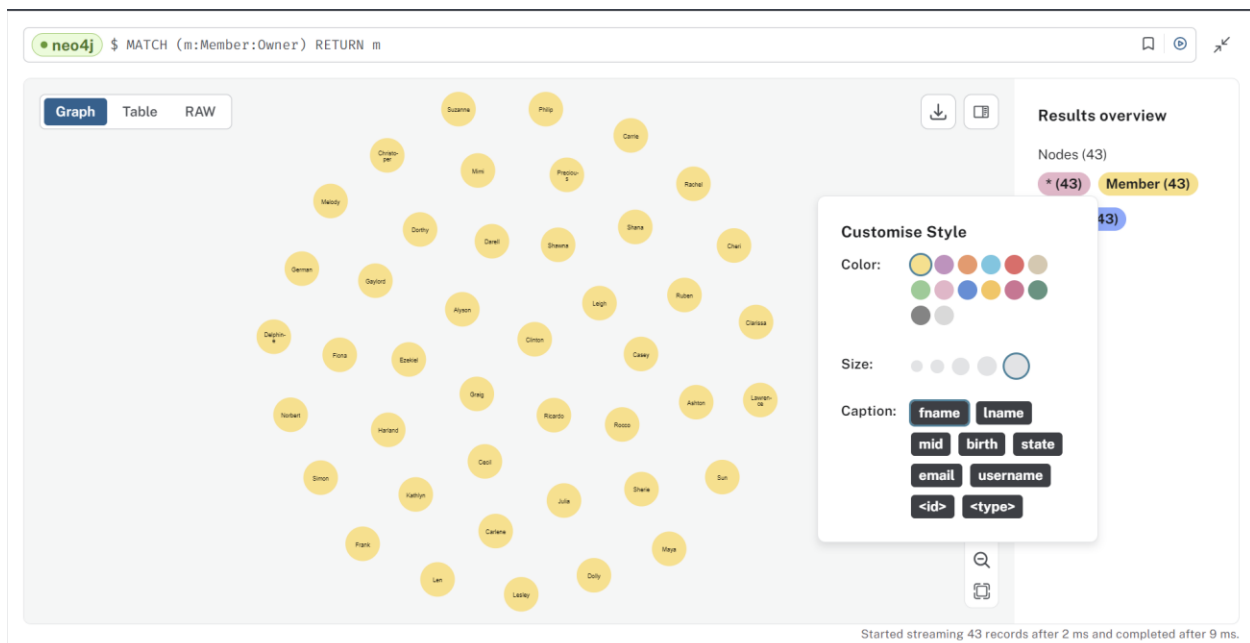 neo4j $ MATCH (m:Member:Owner) RETURN m
Graph Table RAW
Results overview
Nodes (43)
* (43) Member (43)
43)
Customise Style
Color:
Size:
Caption: fname lname
mid birth state
email username
<id> <type>
Suzanne
Philip
Carrie
Christo-
per
Mimi
Preciou-
s
Rachel
Melody
Dorthy
Darell
Shawna
Shana
Cheri
German
Gaylord
Alyson
Leigh
Ruben
Clarissa
Delphin-
e
Fiona
Ezekiel
Clinton
Casey
Norbert
Harland
Graig
Ricardo
Rocco
Ashton
Lawren-
ce
Simon
Kathlyn
Cecil
Julia
Sherie
Sun
Frank
Carlene
Maya
Len
Lesley
Dolly
Started streaming 43 records after 2 ms and completed after 9 ms.